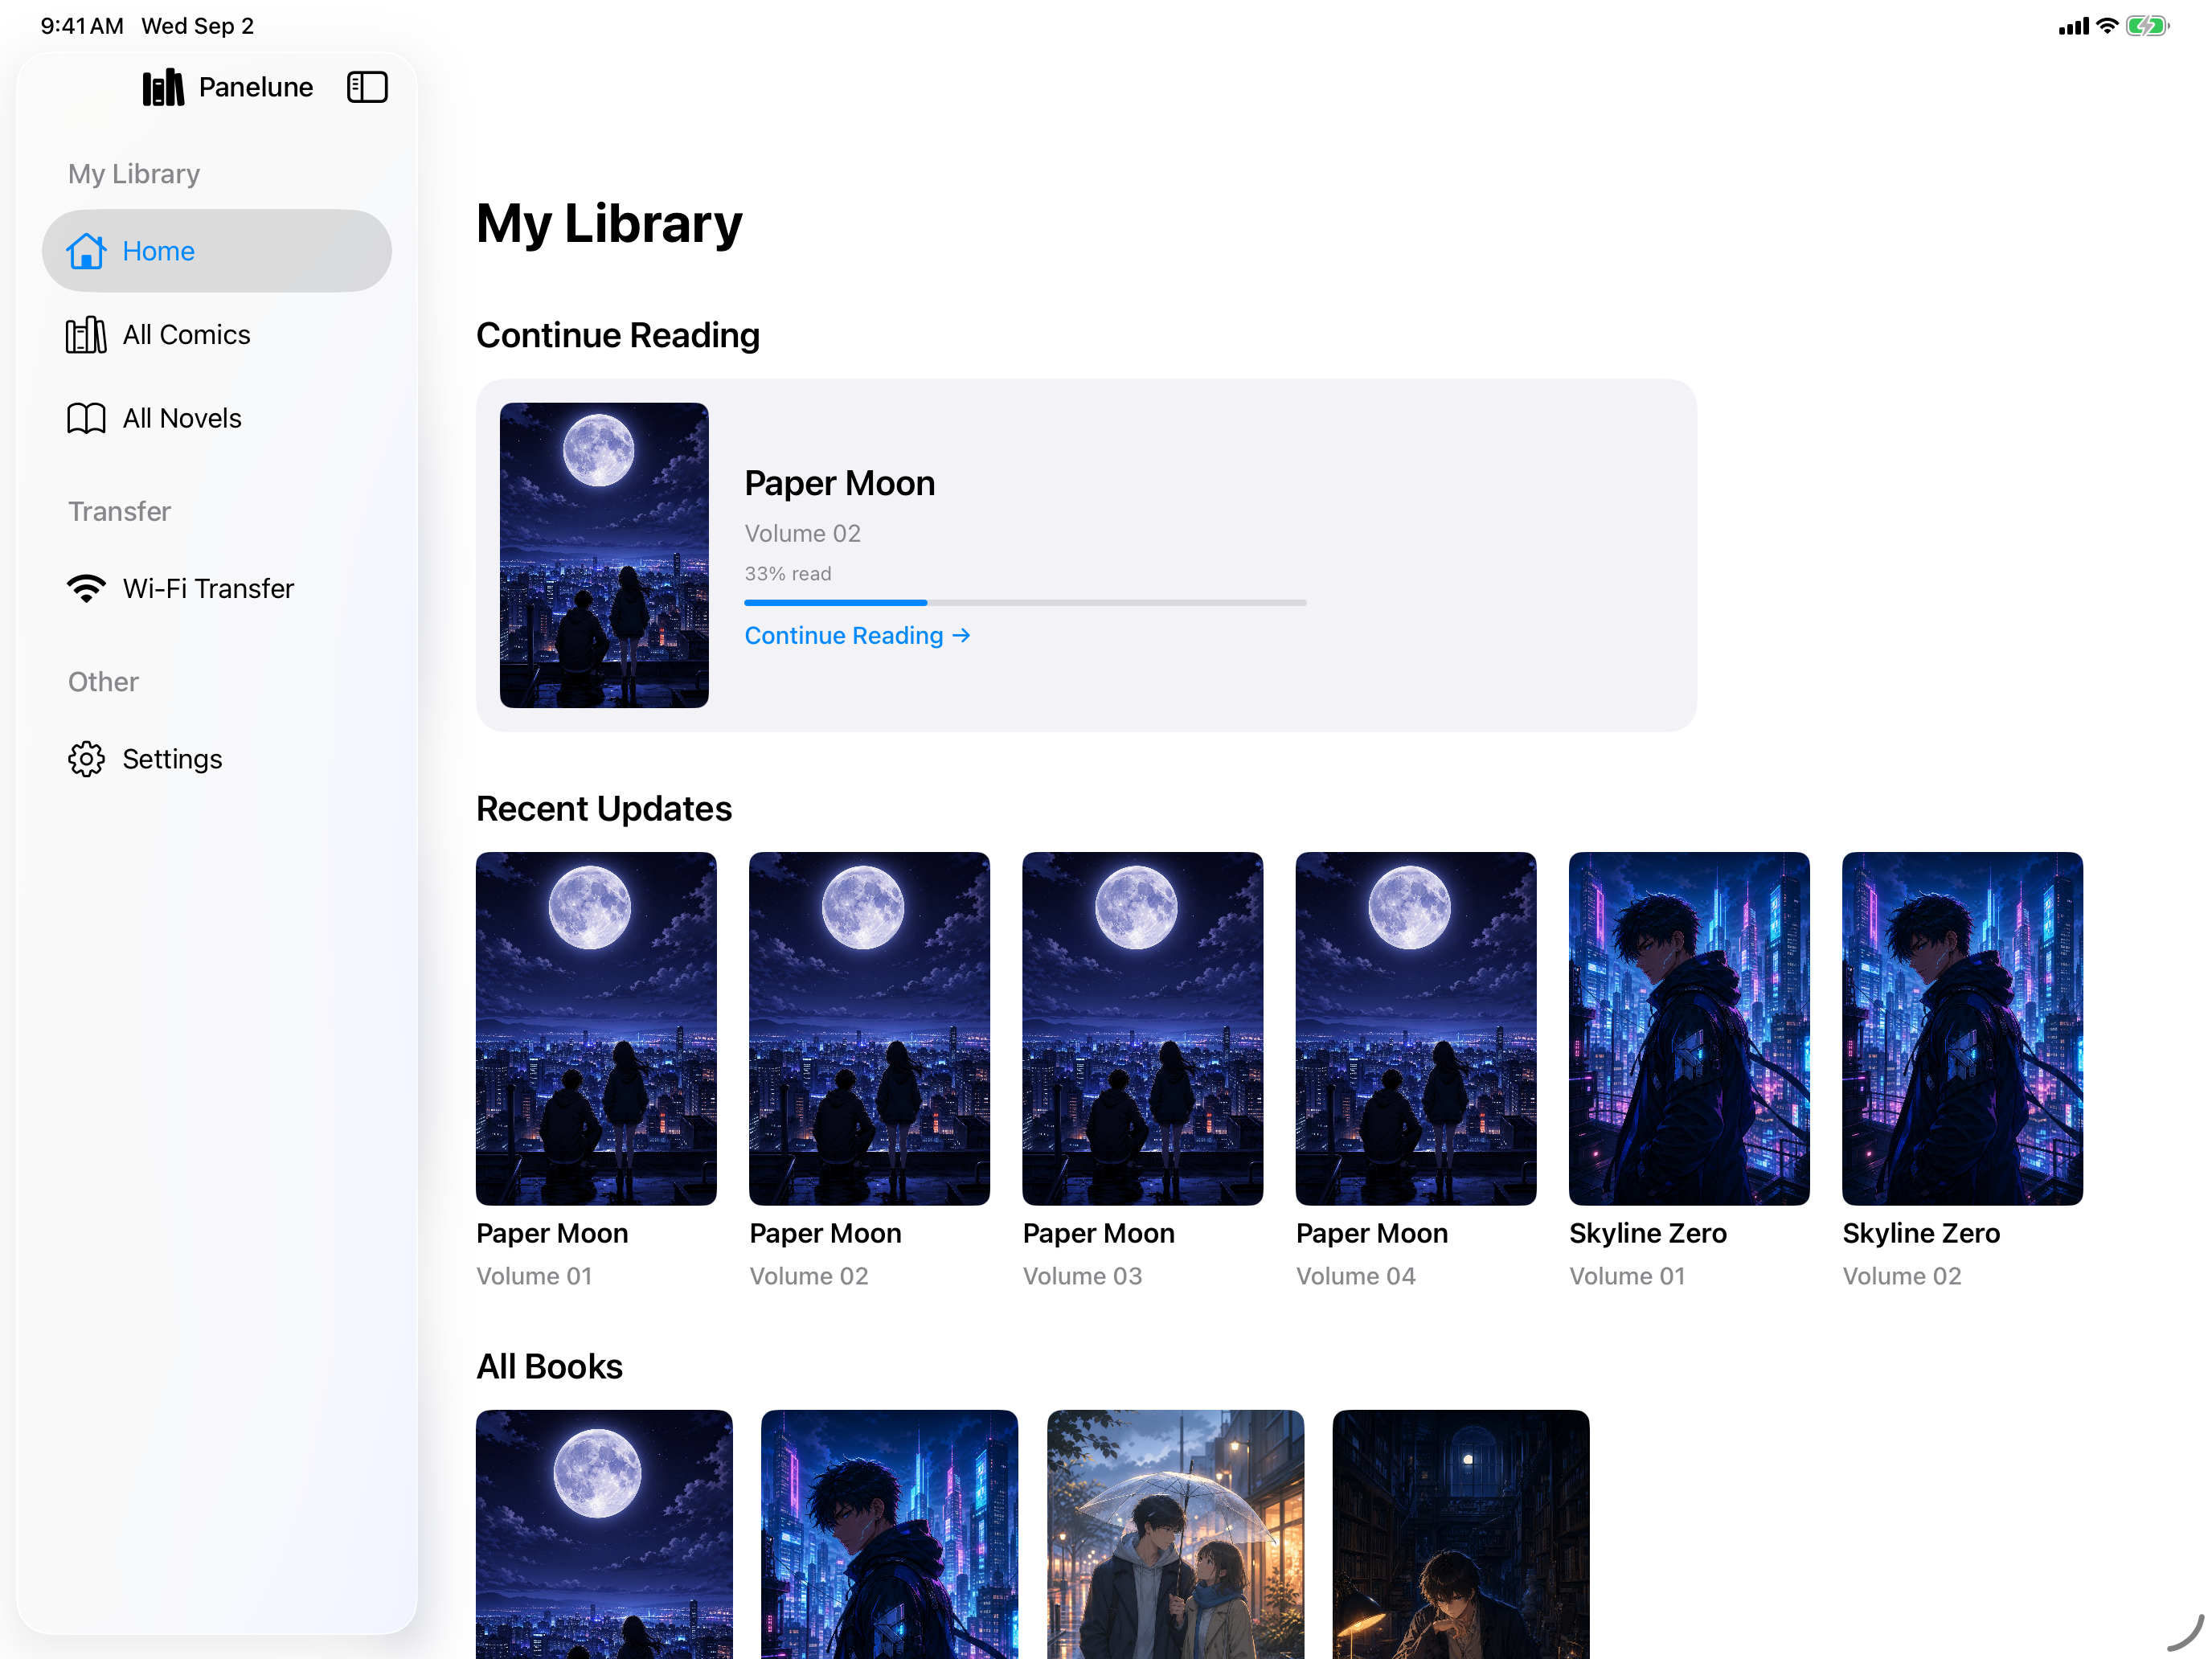 9:41 AM Wed Sep 2
Panelune
My Library
Home
All Comics
All Novels
Transfer
Wi-Fi Transfer
Other
Settings
My Library
Continue Reading
Paper Moon
Volume 02
33% read
Continue Reading →
Recent Updates
Paper Moon
Volume 01
Paper Moon
Volume 02
Paper Moon
Volume 03
Paper Moon
Volume 04
Skyline Zero
Volume 01
Skyline Zero
Volume 02
All Books